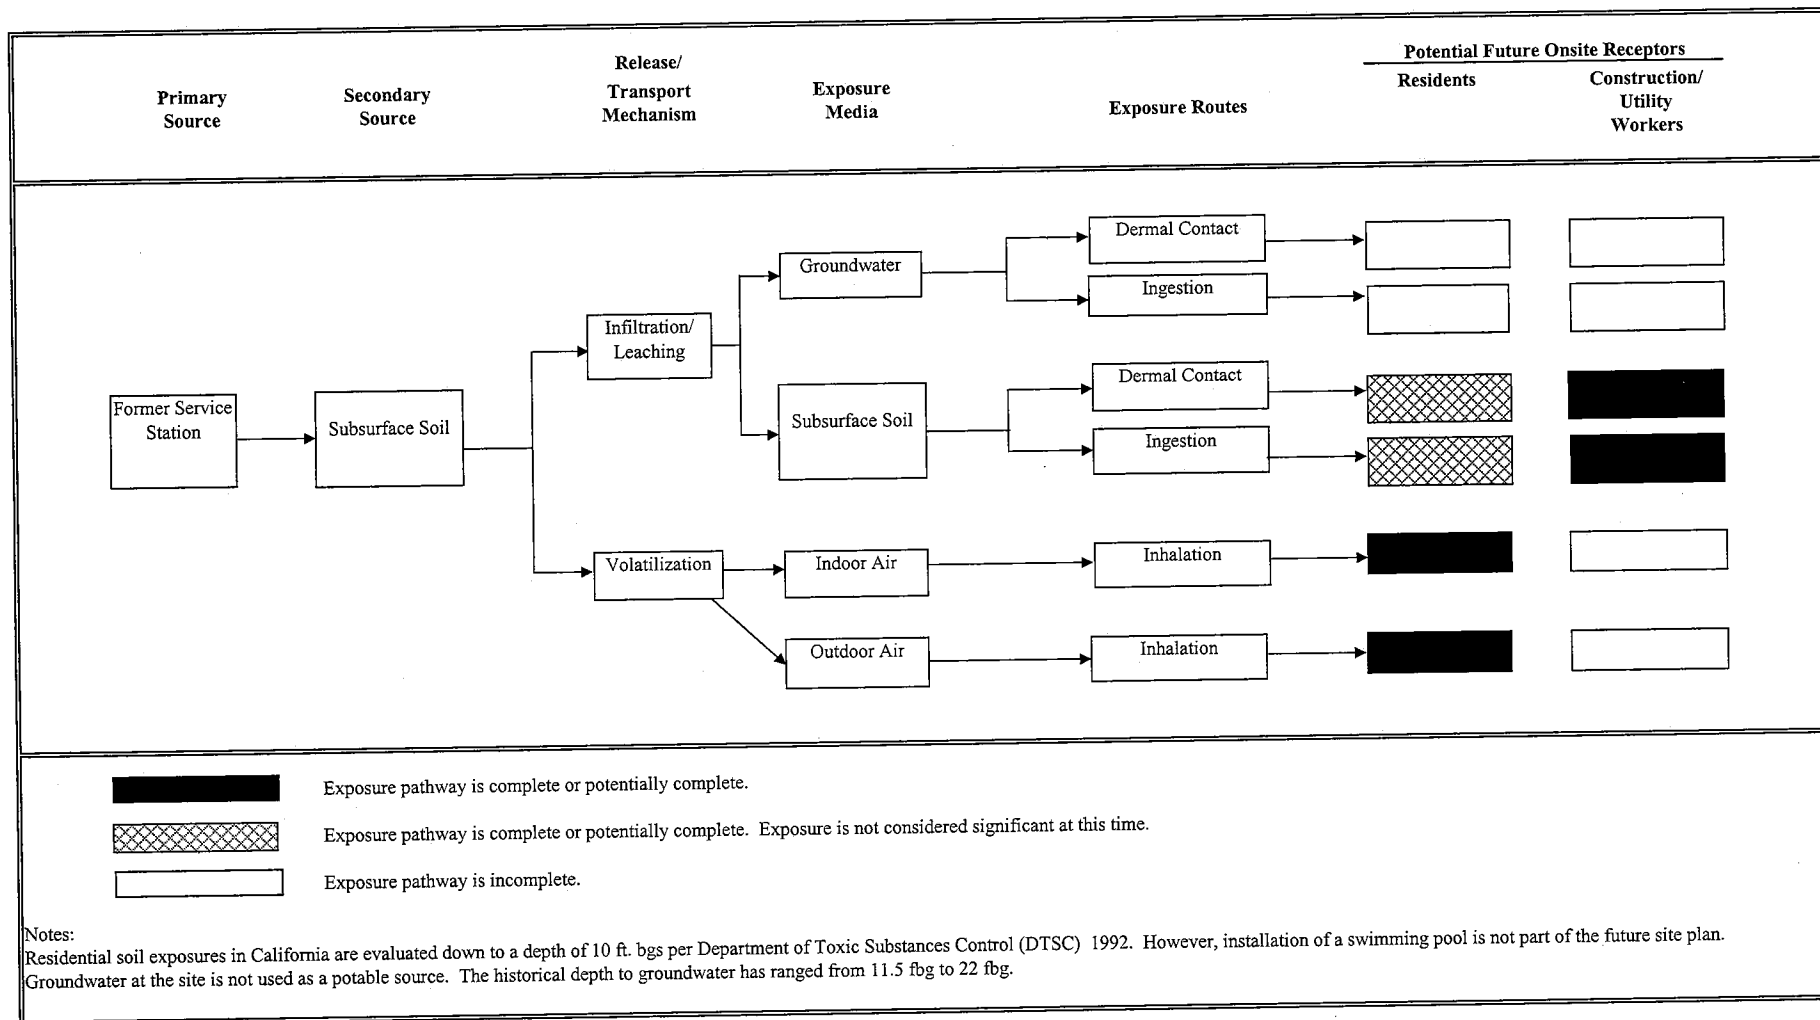 Potential Future Onsite Receptors
Release/
Transport
Mechanism
Primary
Source
Secondary
Source
Exposure
Media
Exposure Routes
Residents
Construction/
Utility
Workers
Former Service
Station
Subsurface Soil
Infiltration/
Leaching
Volatilization
Groundwater
Subsurface Soil
Indoor Air
Outdoor Air
Dermal Contact
Ingestion
Dermal Contact
Ingestion
Inhalation
Inhalation
Exposure pathway is complete or potentially complete.
Exposure pathway is complete or potentially complete.  Exposure is not considered significant at this time.
Exposure pathway is incomplete.
Notes:
Residential soil exposures in California are evaluated down to a depth of 10 ft. bgs per Department of Toxic Substances Control (DTSC)  1992.  However, installation of a swimming pool is not part of the future site plan.
Groundwater at the site is not used as a potable source.  The historical depth to groundwater has ranged from 11.5 fbg to 22 fbg.